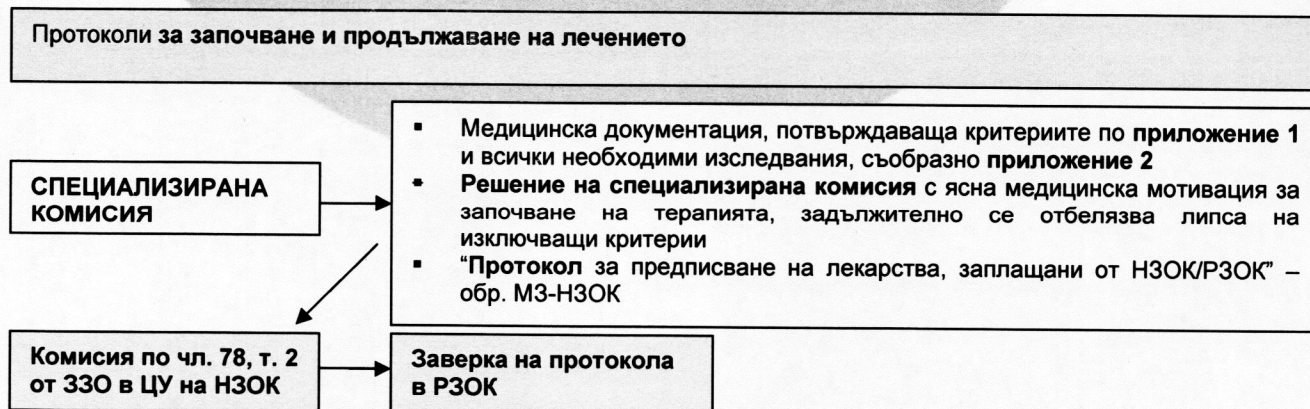 Протоколи за започване и продължаване на лечението
СПЕЦИАЛИЗИРАНА
КОМИСИЯ
▪ Медицинска документация, потвърждаваща критериите по приложение 1
и всички необходими изследвания, съобразно приложение 2
▪ Решение на специализирана комисия с ясна медицинска мотивация за
започване на терапията, задължително се отбелязва липса на
изключващи критерии
▪ “Протокол за предписване на лекарства, заплащани от НЗОК/РЗОК” –
обр. МЗ-НЗОК
Комисия по чл. 78, т. 2
от ЗЗО в ЦУ на НЗОК
Заверка на протокола
в РЗОК